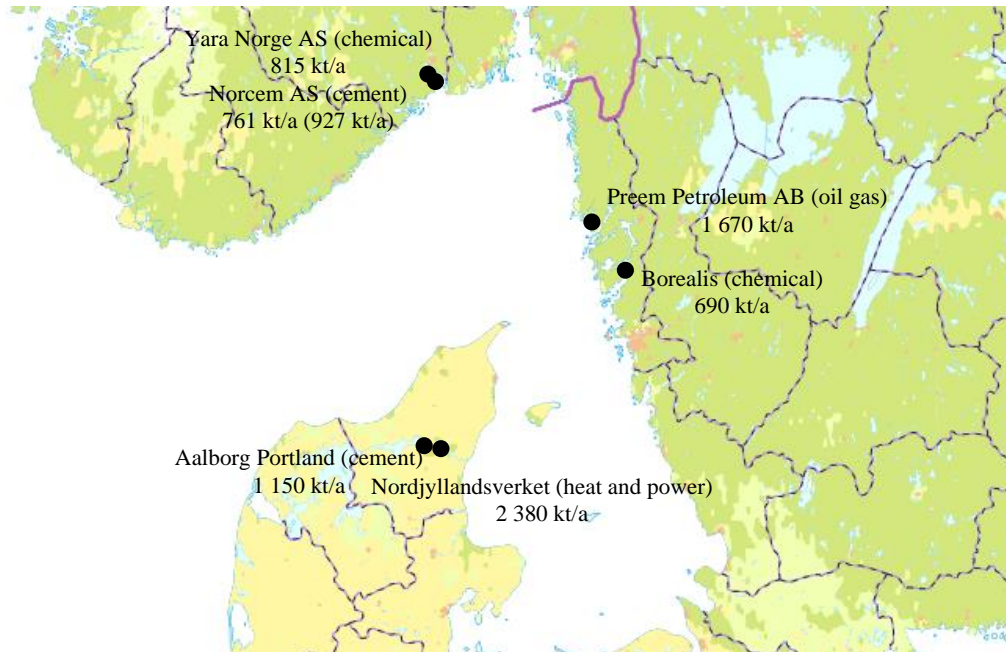 Yara Norge AS (chemical)
815 kt/a
Norcem AS (cement)
761 kt/a (927 kt/a)
Preem Petroleum AB (oil gas)
1 670 kt/a
Borealis (chemical)
690 kt/a
Aalborg Portland (cement)
1 150 kt/a
Nordjyllandsverket (heat and power)
2 380 kt/a